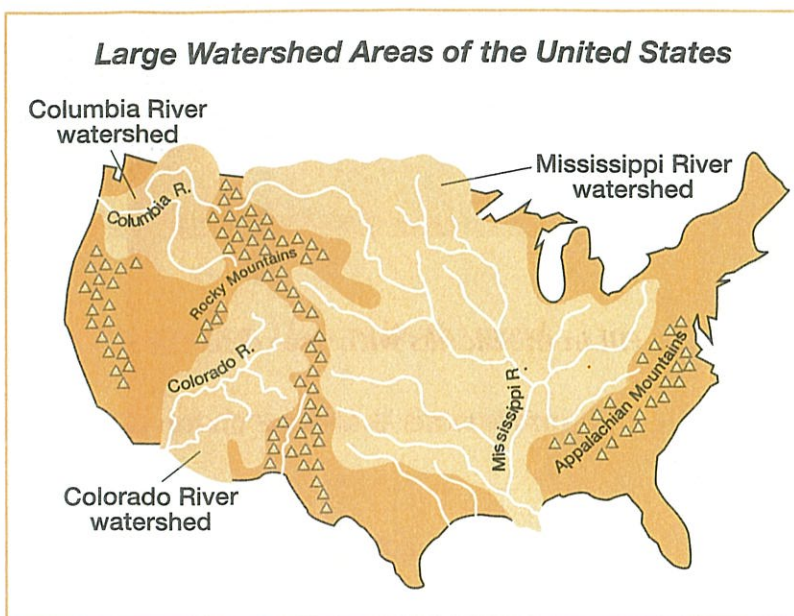 Large Watershed Areas of the United States
Columbia River
watershed
Mississippi River
watershed
Columbia R.
Rocky Mountains
Colorado R.
Mississippi R.
Appalachian Mountains
Colorado River
watershed